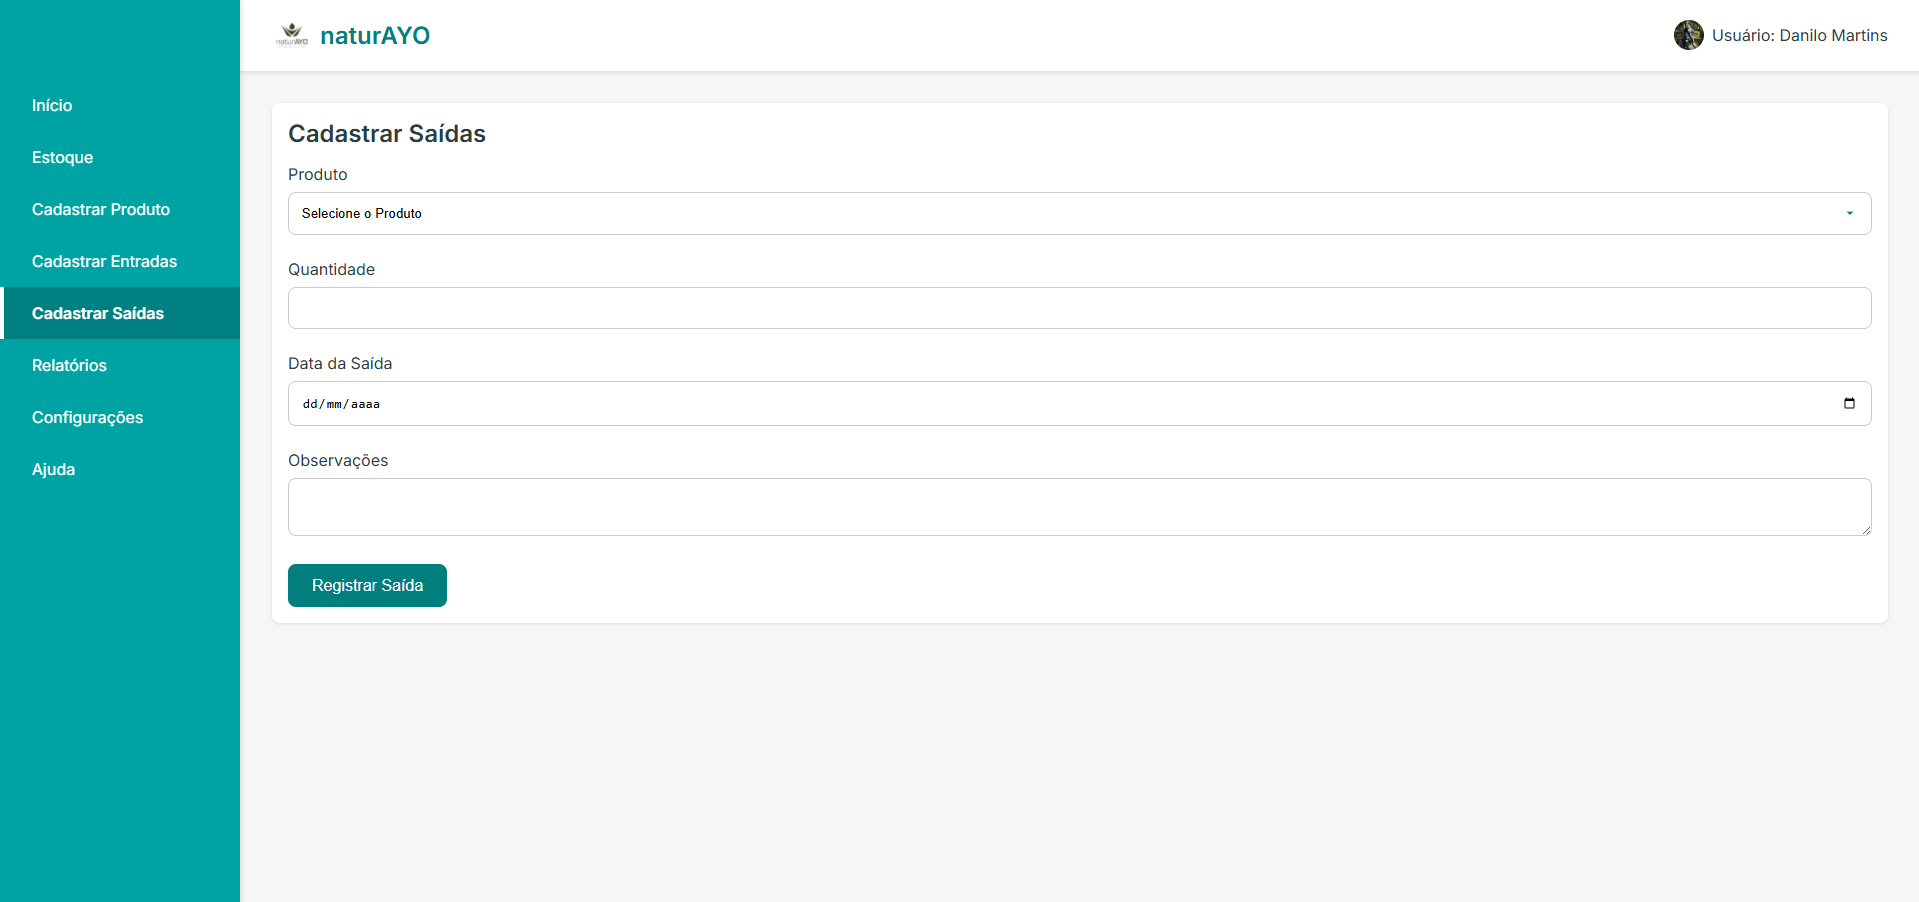 naturAYO
naturAYO
Usuário: Danilo Martins
Início
Estoque
Cadastrar Produto
Cadastrar Entradas
Cadastrar Saídas
Relatórios
Configurações
Ajuda
Cadastrar Saídas
Produto
Selecione o Produto
Quantidade
Data da Saída
dd/mm/aaaa
Observações
Registrar Saída